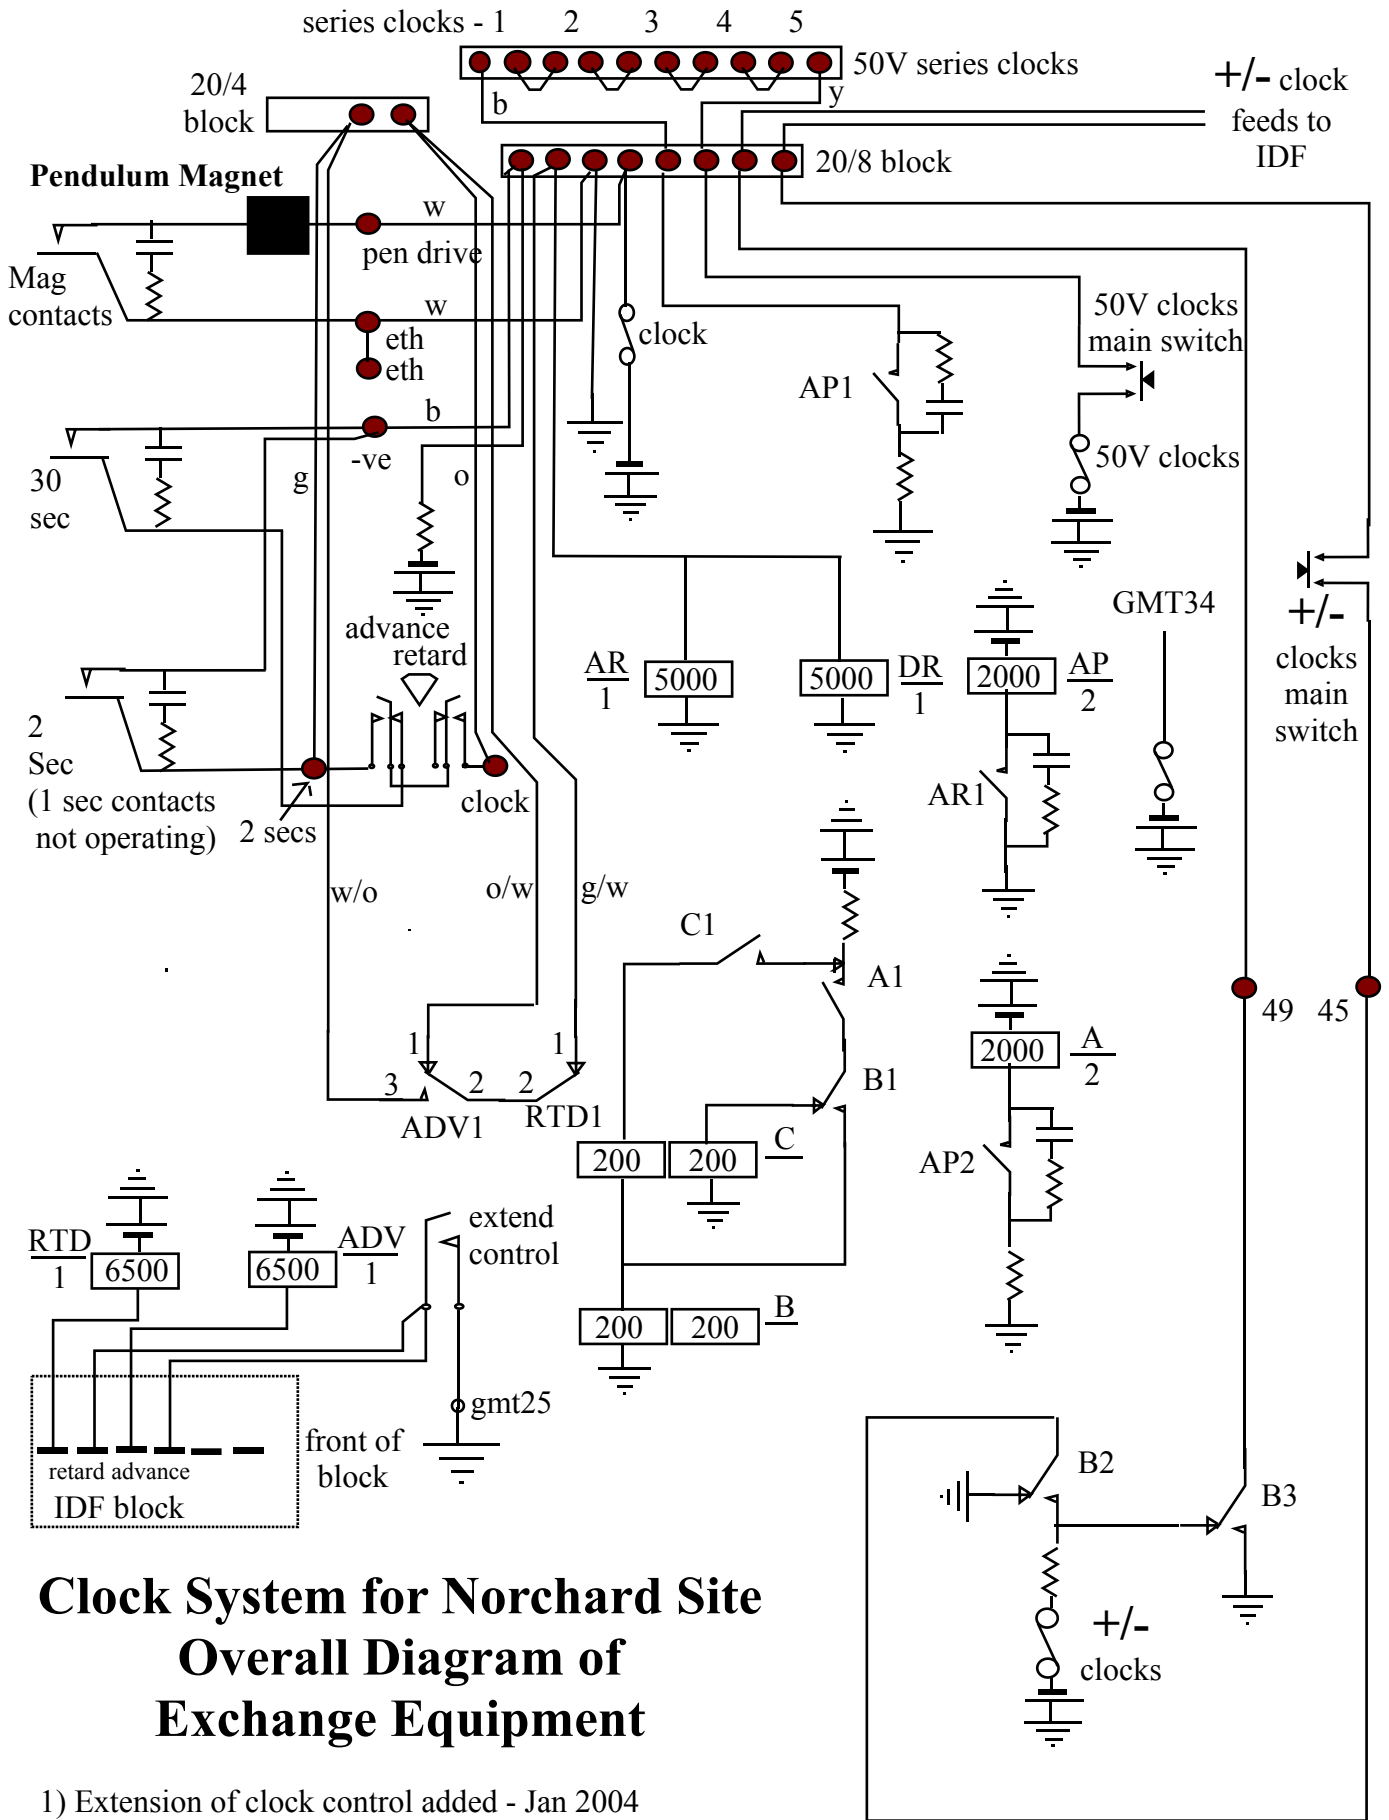 series clocks - 1 2 3 4 5
50V series clocks
+/- clock
feeds to
IDF
20/4
block
b
y
20/8 block
Pendulum Magnet
w
pen drive
Mag
contacts
w
eth
eth
clock
50V clocks
main switch
AP1
b
-ve
50V clocks
30
sec
g
o
advance
retard
AR
1
5000
5000
DR
1
2000
AP
2
GMT34
+/-
clocks
main
switch
2
Sec
(1 sec contacts
not operating)
2 secs
clock
AR1
w/o
o/w
g/w
C1
A1
49
45
1
1
3
2
2
ADV1
RTD1
B1
2000
A
2
200
200
C
AP2
RTD
1
6500
6500
ADV
1
extend
control
200
200
B
gmt25
front of
block
retard advance
IDF block
B2
B3
+/-
clocks
Clock System for Norchard Site
Overall Diagram of
Exchange Equipment
1) Extension of clock control added - Jan 2004